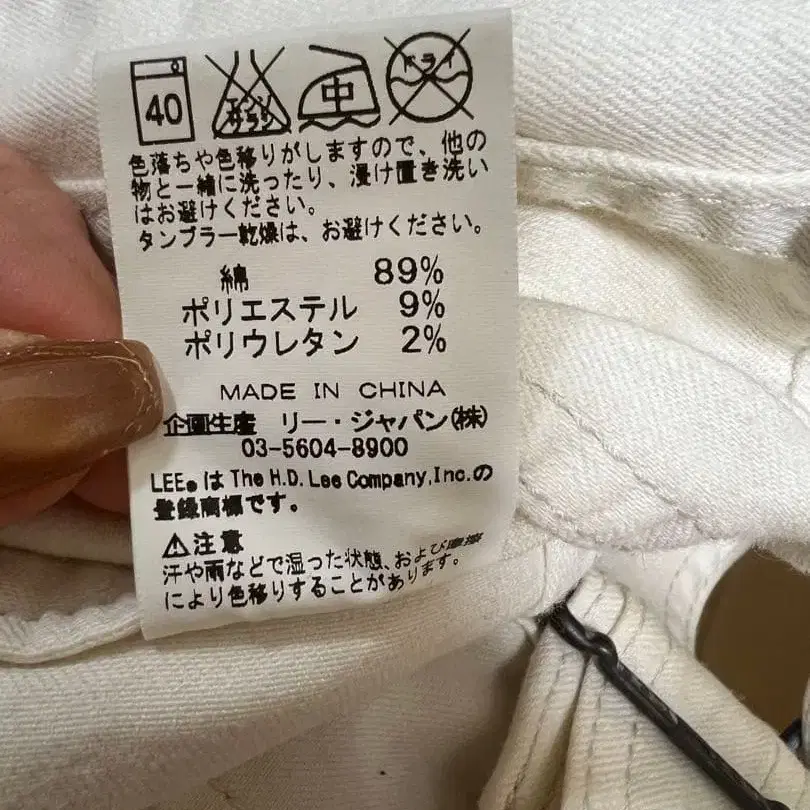 40
エンソ
サラシ
中
ドライ
色落ちや色移りがしますので、他の
物と一緒に洗ったり、浸け置き洗い
はお避けください。
タンブラー乾燥は、お避けください。
綿 89%
ポリエステル 9%
ポリウレタン 2%
MADE IN CHINA
企画生産 リー・ジャパン(株)
03-5604-8900
LEE®は The H.D. Lee Company,Inc.の
登録商標です。
⚠注意
汗や雨などで湿った状態、および摩擦
により色移りすることがあります。